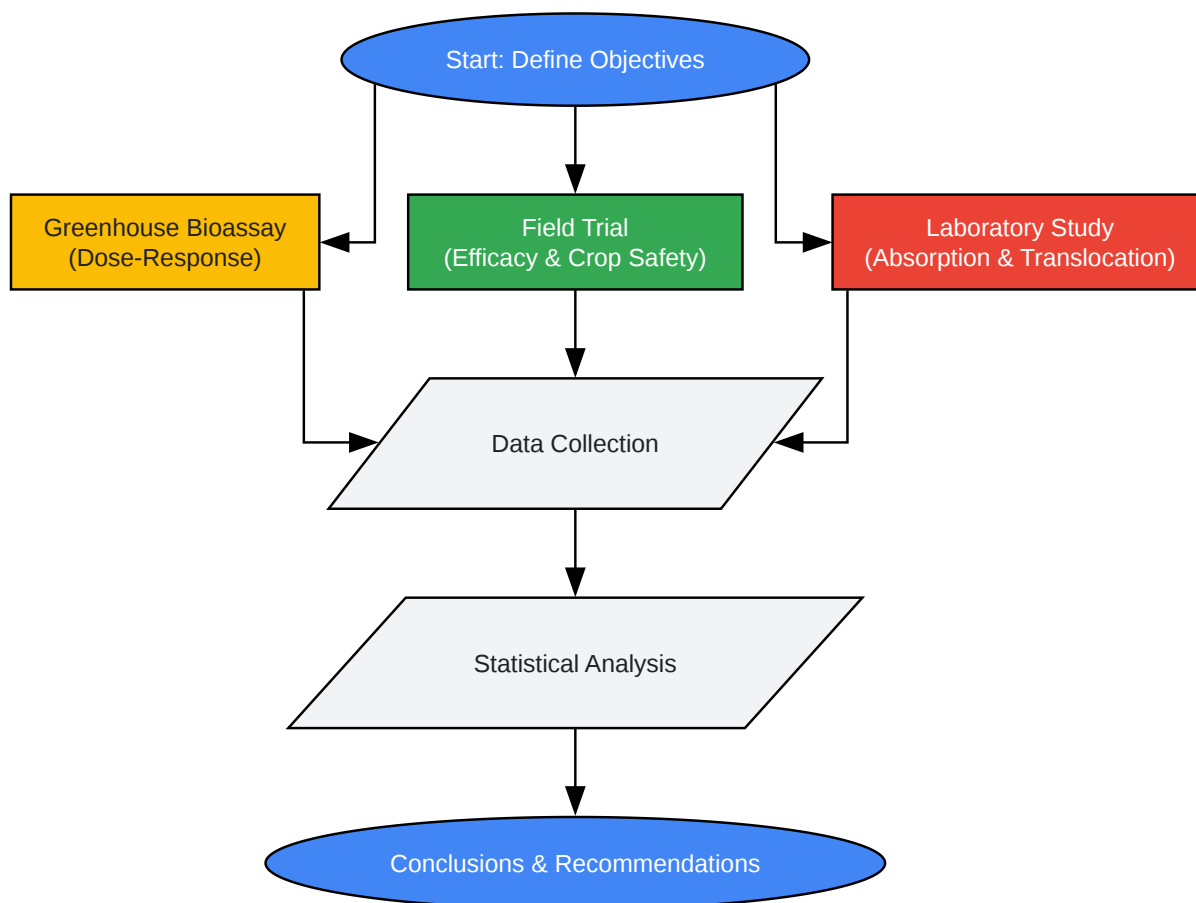 Start: Define Objectives
Greenhouse Bioassay
(Dose-Response)
Field Trial
(Efficacy & Crop Safety)
Laboratory Study
(Absorption & Translocation)
Data Collection
Statistical Analysis
Conclusions & Recommendations